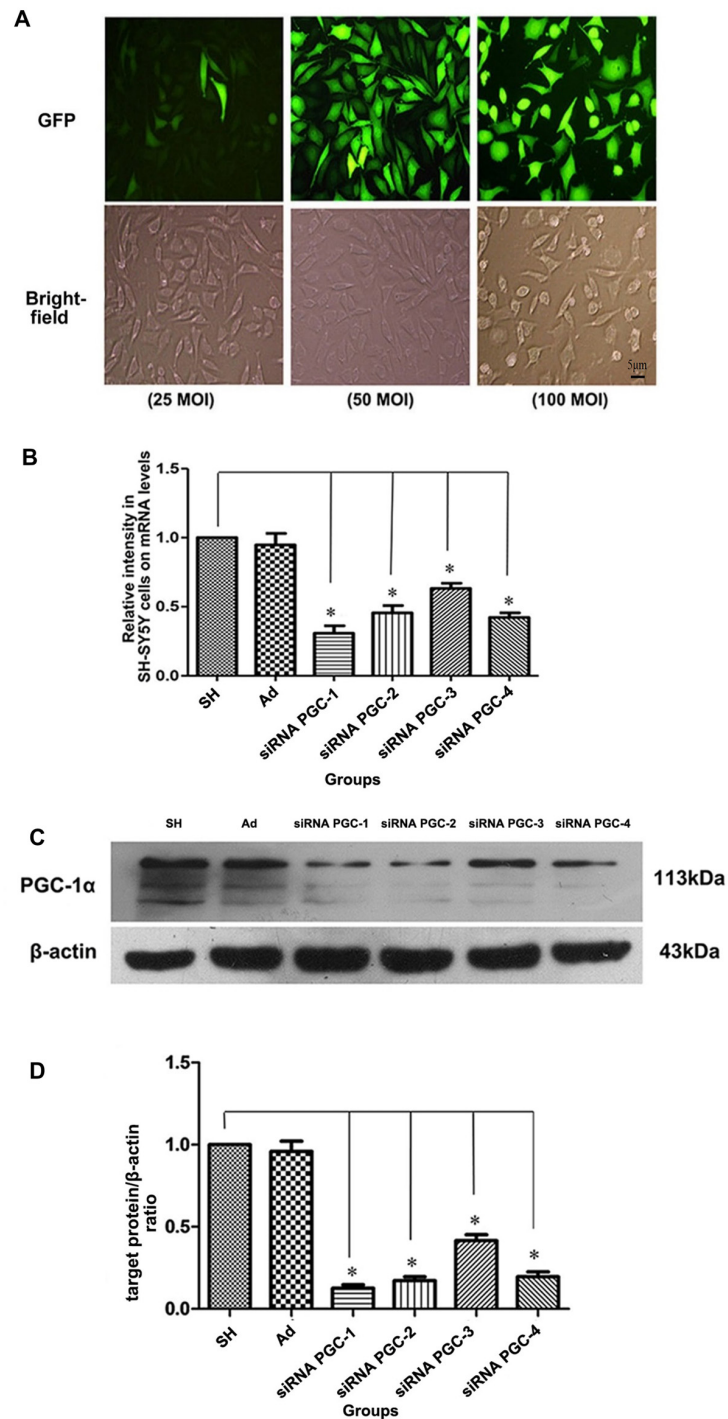 A
GFP
Bright-
field
5μm
(25 MOI)
(50 MOI)
(100 MOI)
B
Relative intensity in
SH-SY5Y cells on mRNA levels
1.5
1.0
0.5
0.0
*
*
*
*
SH
Ad
siRNA PGC-1
siRNA PGC-2
siRNA PGC-3
siRNA PGC-4
Groups
C
SH
Ad
siRNA PGC-1
siRNA PGC-2
siRNA PGC-3
siRNA PGC-4
PGC-1α
113kDa
β-actin
43kDa
D
target protein/β-actin
ratio
1.5
1.0
0.5
0.0
*
*
*
*
SH
Ad
siRNA PGC-1
siRNA PGC-2
siRNA PGC-3
siRNA PGC-4
Groups